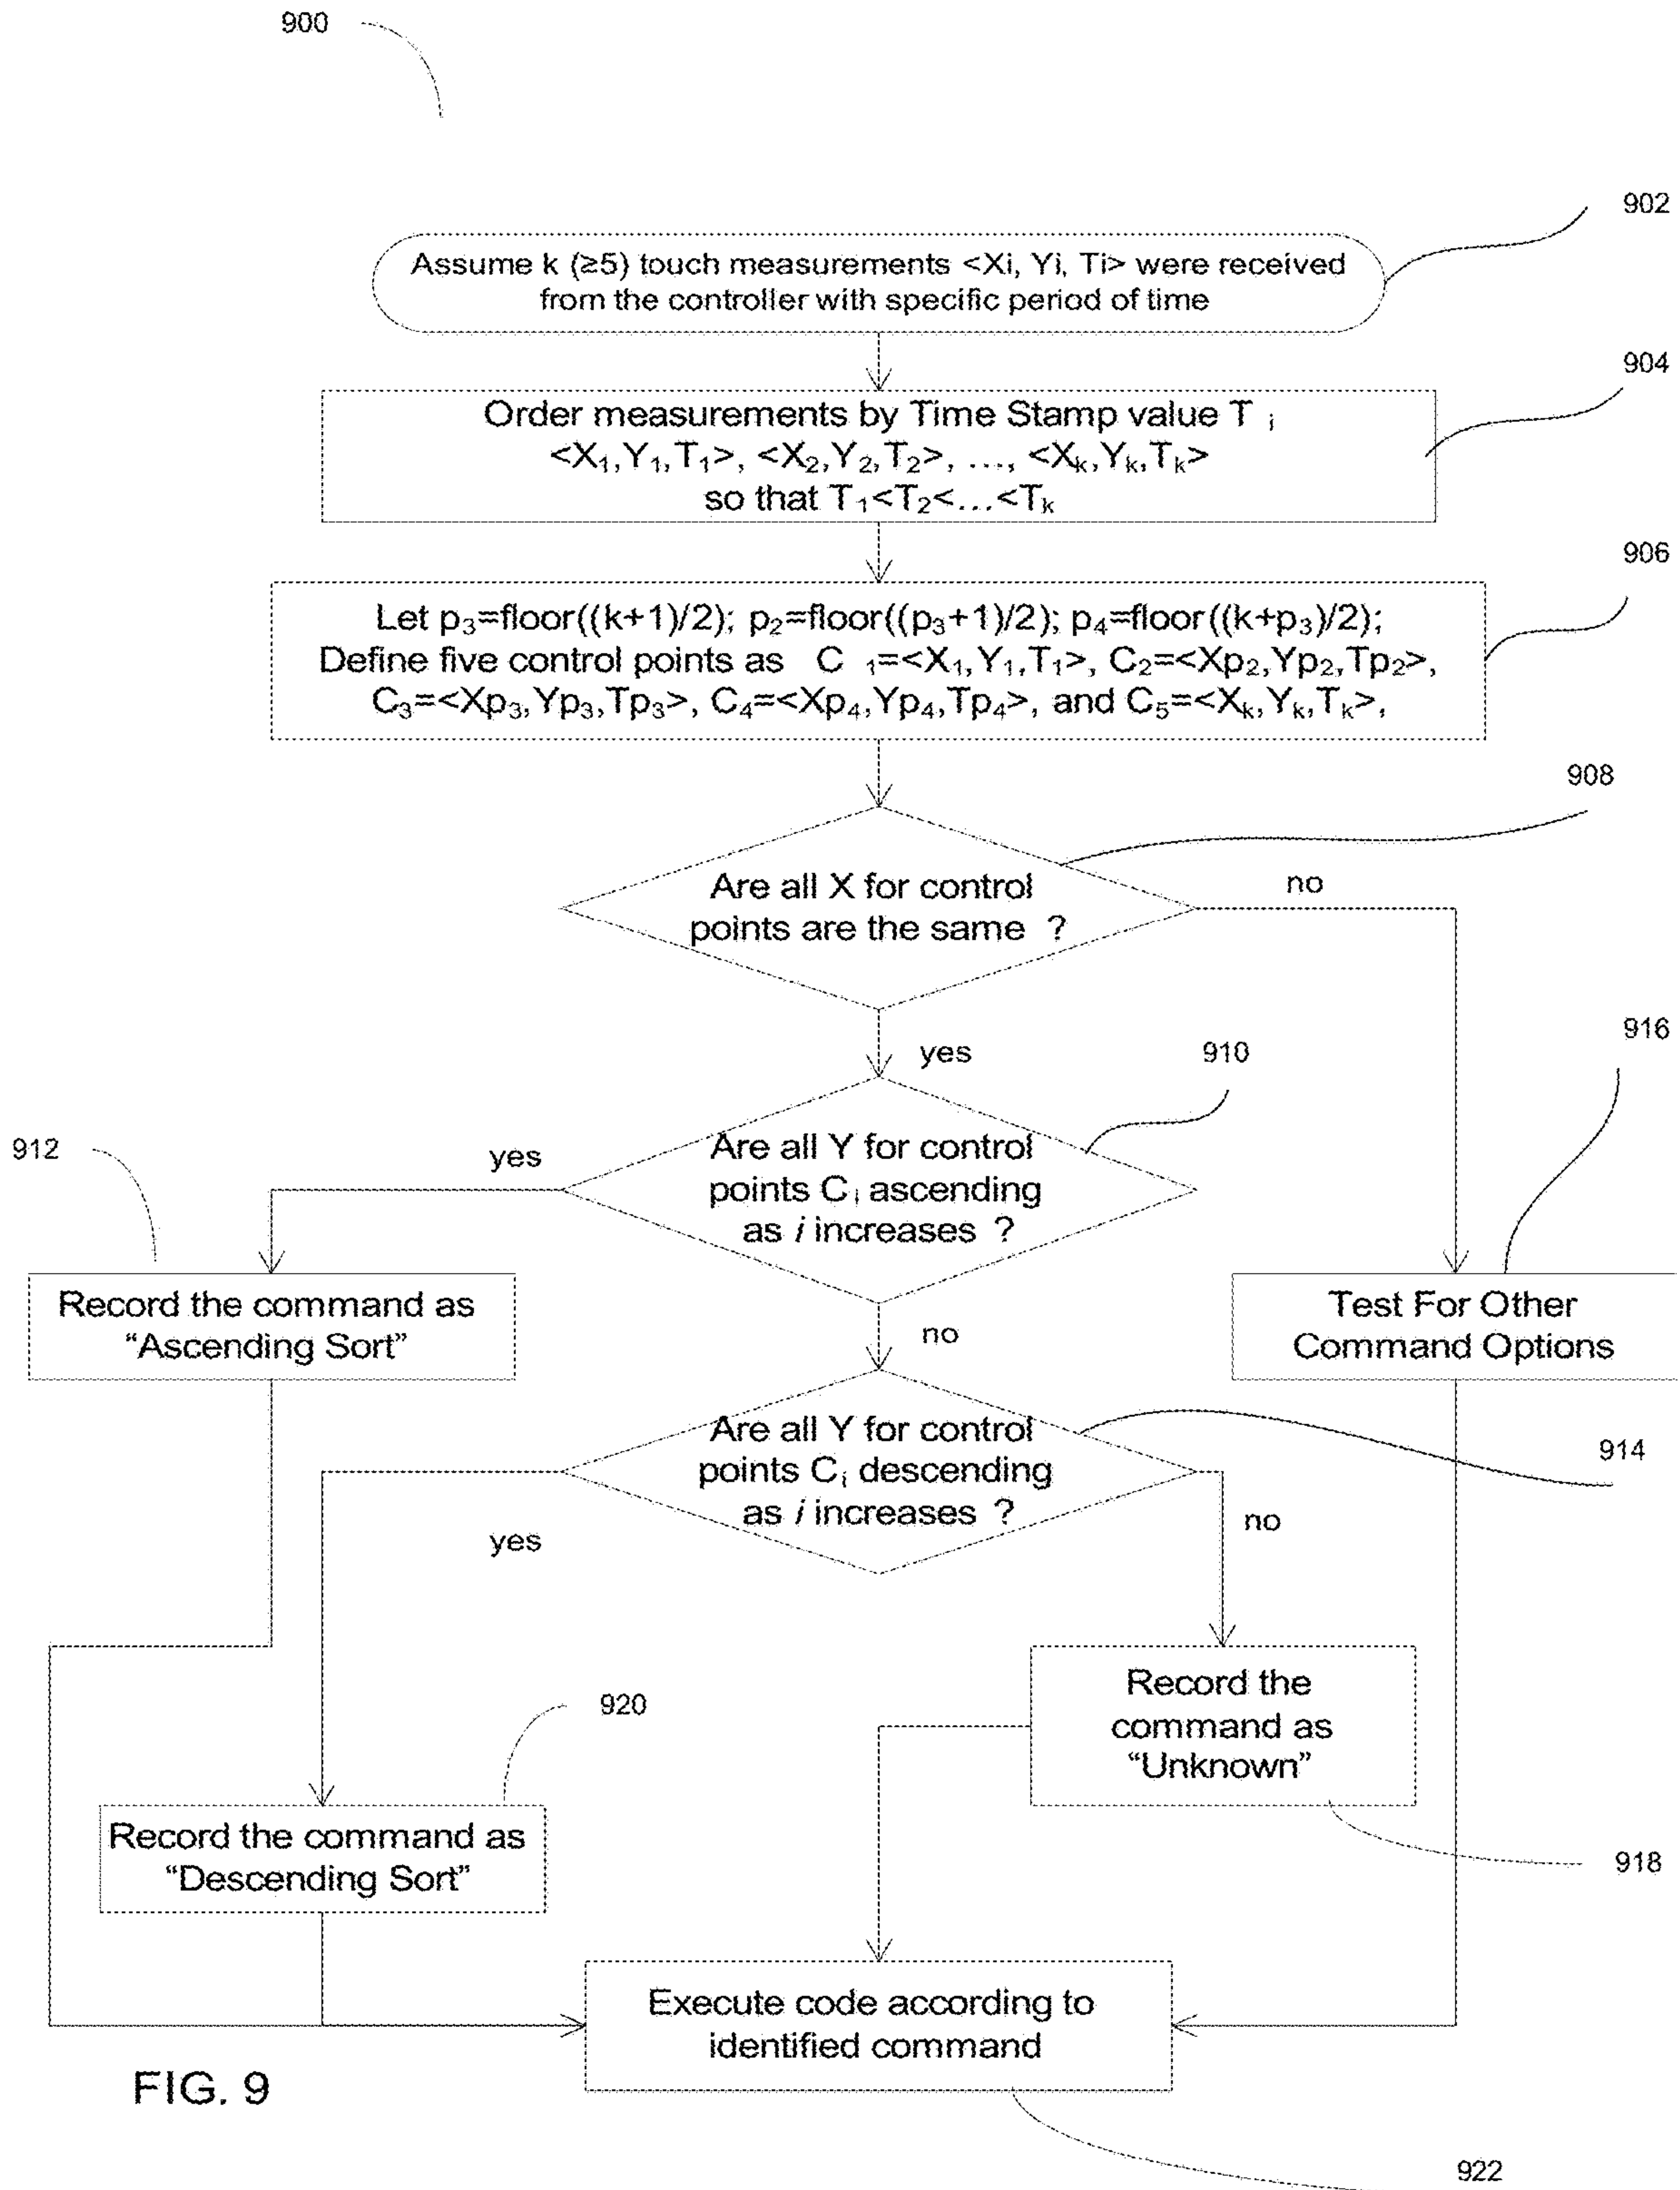 900
902
Assume k (≥5) touch measurements <Xi, Yi, Ti> were received
from the controller with specific period of time
904
Order measurements by Time Stamp value T i
<X1,Y1,T1>, <X2,Y2,T2>, ..., <Xk,Yk,Tk>
so that T1<T2<...<Tk
906
Let p3=floor((k+1)/2); p2=floor((p3+1)/2); p4=floor((k+p3)/2);
Define five control points as C 1=<X1,Y1,T1>, C2=<Xp2,Yp2,Tp2>,
C3=<Xp3,Yp3,Tp3>, C4=<Xp4,Yp4,Tp4>, and C5=<Xk,Yk,Tk>,
908
Are all X for control
points are the same ?
no
yes
916
910
912
yes
Are all Y for control
points C i ascending
as i increases ?
Record the command as
“Ascending Sort”
no
Test For Other
Command Options
914
Are all Y for control
points C i descending
as i increases ?
yes
no
920
Record the
command as
“Unknown”
918
Record the command as
“Descending Sort”
Execute code according to
identified command
922
FIG. 9